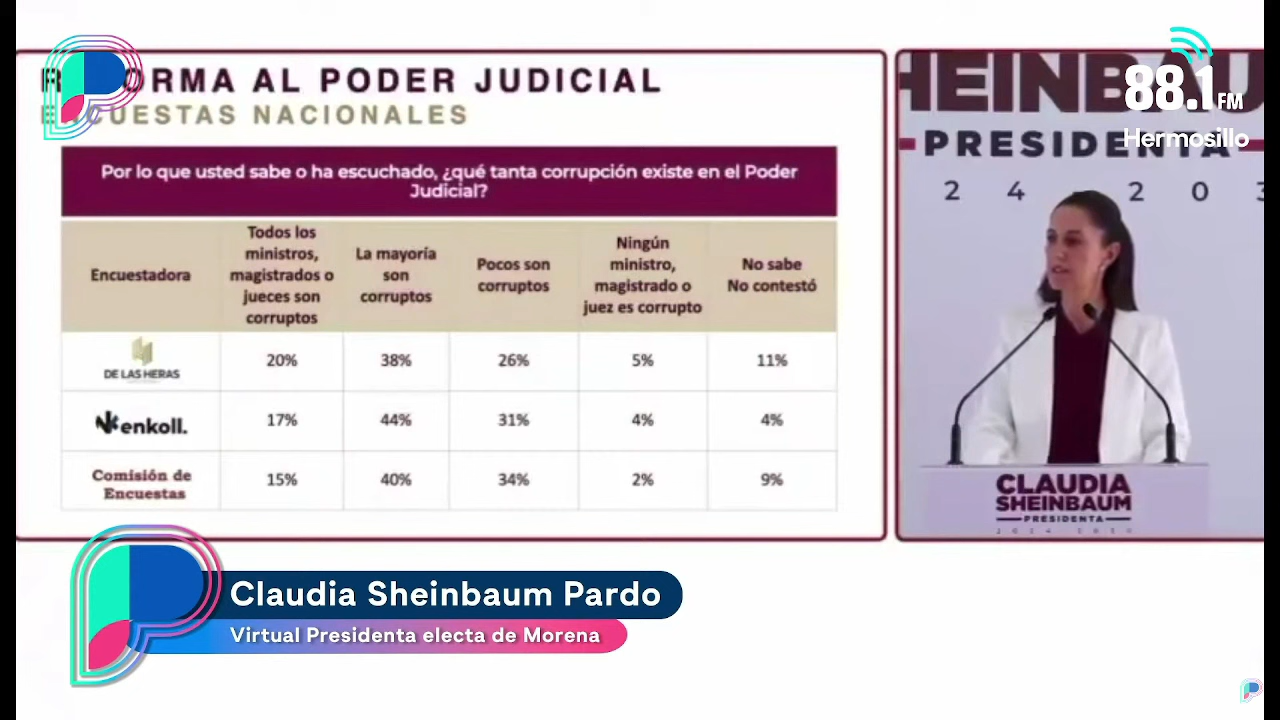 REFORMA AL PODER JUDICIAL
ENCUESTAS NACIONALES
Por lo que usted sabe o ha escuchado, ¿qué tanta corrupción existe en el Poder
Judicial?
Encuestadora
Todos los
ministros,
magistrados o
jueces son
corruptos
La mayoría
son
corruptos
Pocos son
corruptos
Ningún
ministro,
magistrado o
juez es corrupto
No sabe
No contestó
DE LAS HERAS
20% 38% 26% 5% 11%
enkoll.
17% 44% 31% 4% 4%
Comisión de
Encuestas
15% 40% 34% 2% 9%
HEINBAU
PRESIDENTA
2 4 2 0 3
88.1 FM
Hermosillo
CLAUDIA
SHEINBAUM
PRESIDENTA
Claudia Sheinbaum Pardo
Virtual Presidenta electa de Morena